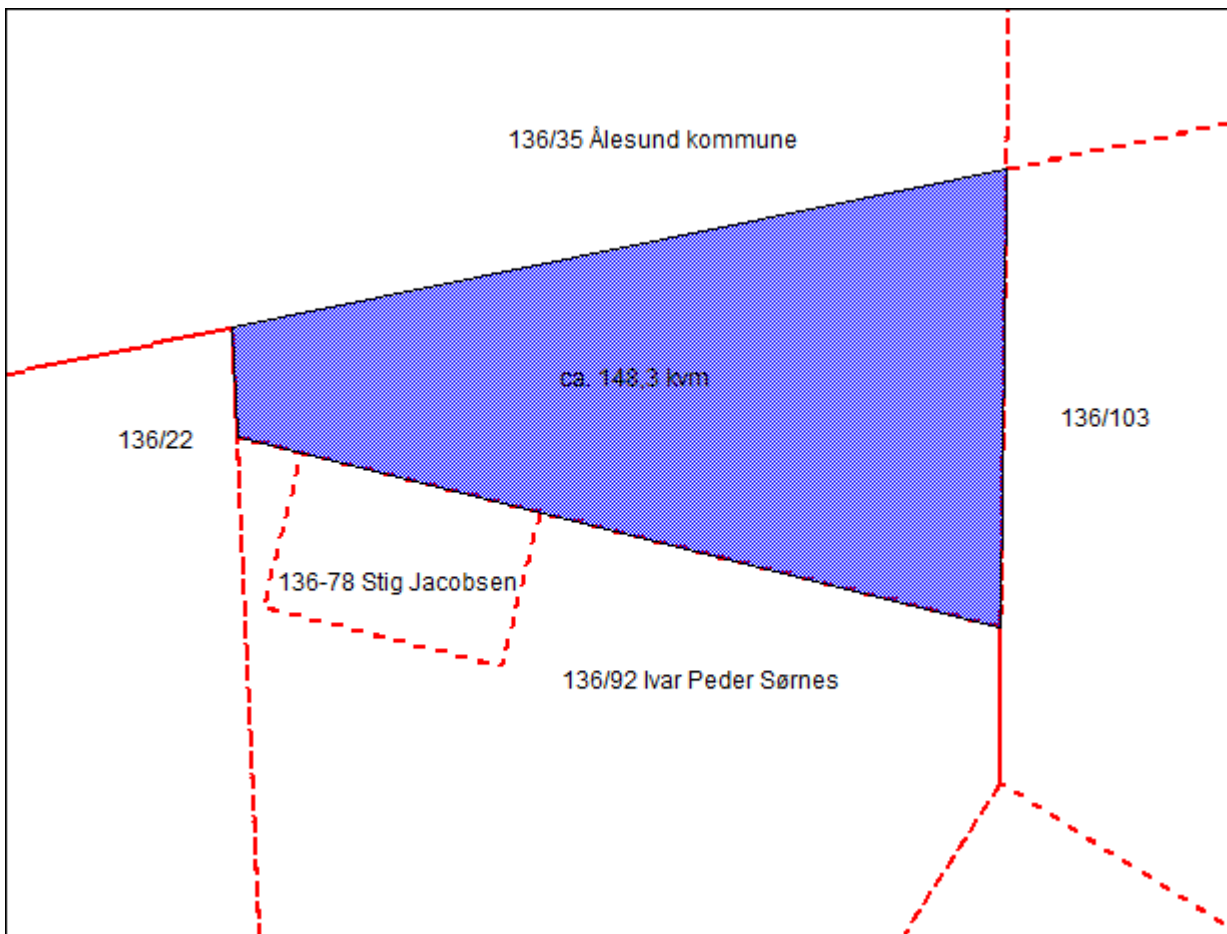 136/35 Ålesund kommune
ca. 148,3 kvm
136/103
136/22
136-78 Stig Jacobsen
136/92 Ivar Peder Sørnes